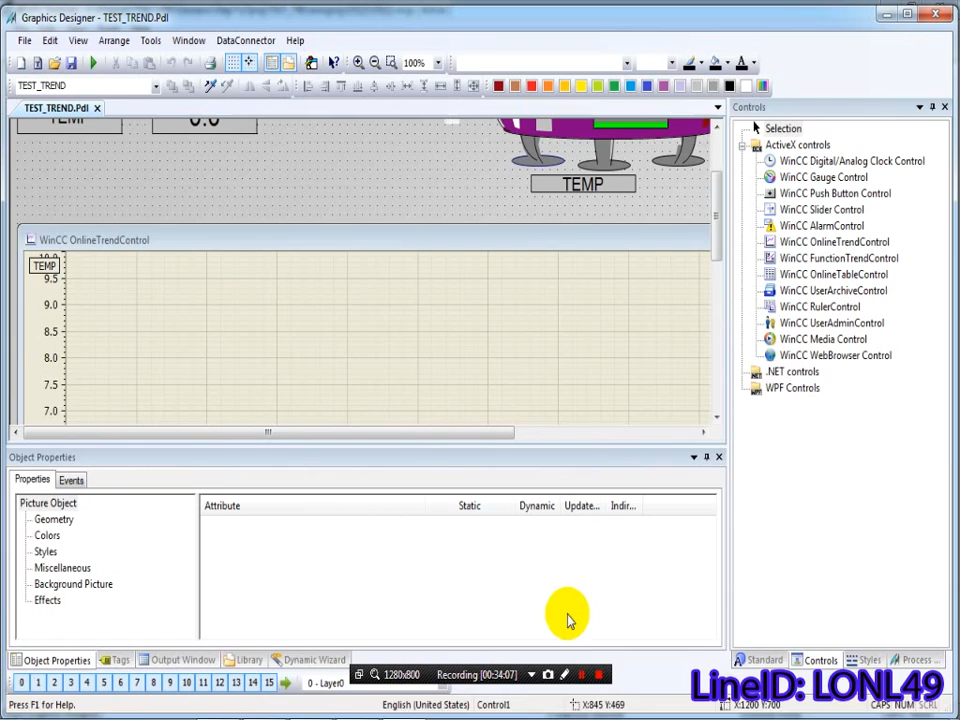 Graphics Designer - TEST_TREND.Pdl
File Edit View Arrange Tools Window DataConnector Help
100%
TEST_TREND
TEST_TREND.Pdl
TEMP 0.0
TEMP
WinCC OnlineTrendControl
10.0
TEMP
9.5
9.0
8.5
8.0
7.5
7.0
Controls
Selection
ActiveX controls
WinCC Digital/Analog Clock Control
WinCC Gauge Control
WinCC Push Button Control
WinCC Slider Control
WinCC AlarmControl
WinCC OnlineTrendControl
WinCC FunctionTrendControl
WinCC OnlineTableControl
WinCC UserArchiveControl
WinCC RulerControl
WinCC UserAdminControl
WinCC Media Control
WinCC WebBrowser Control
.NET controls
WPF Controls
Object Properties
Properties Events
Picture Object
Geometry
Colors
Styles
Miscellaneous
Background Picture
Effects
Attribute Static Dynamic Update... Indir...
Object Properties Tags Output Window Library Dynamic Wizard
Standard Controls Styles Process ...
0 1 2 3 4 5 6 7 8 9 10 11 12 13 14 15 0 - Layer0
1280x800 Recording [00:34:07]
LineID: LONL49
Press F1 for Help. English (United States) Control1 X:845 Y:469 X:1200 Y:700 CAPS NUM SCRL